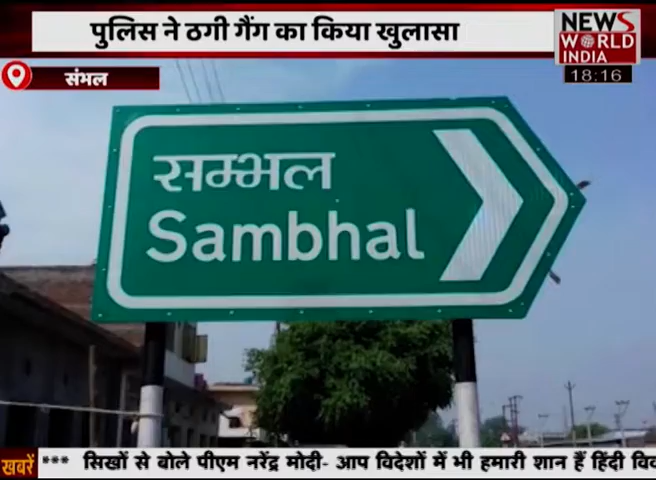 पुलिस ने ठगी गैंग का किया खुलासा
NEWS
WORLD
INDIA
18:16
संभल
सम्भल
Sambhal
खबरें *** सिखों से बोले पीएम नरेंद्र मोदी- आप विदेशों में भी हमारी शान हैं हिंदी